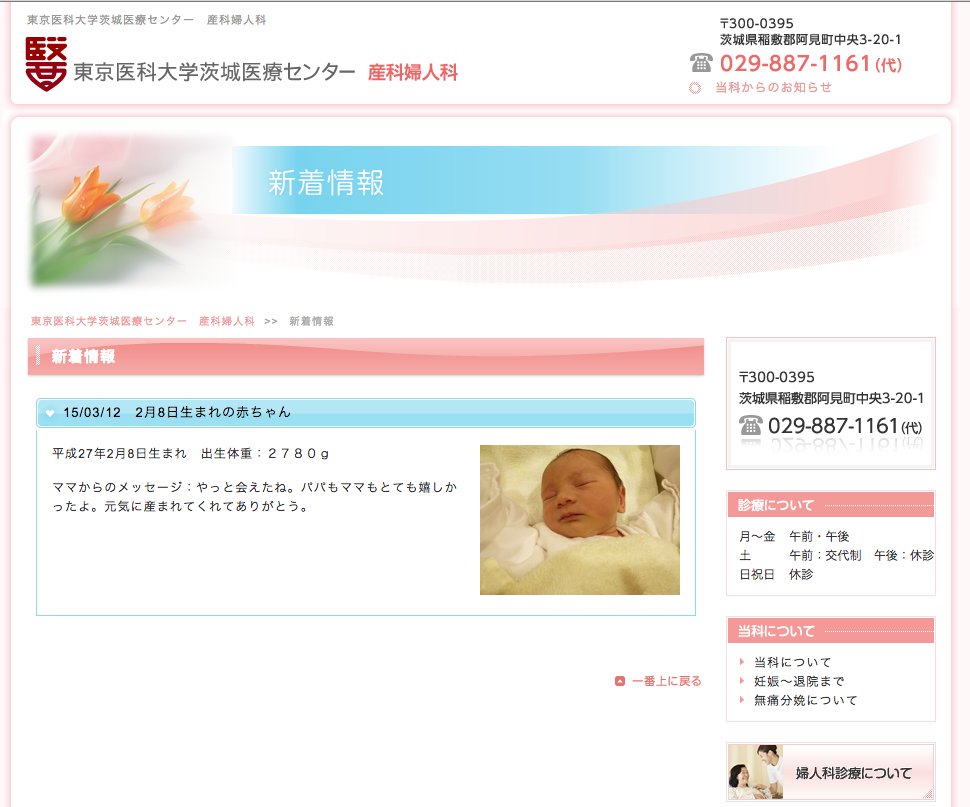 東京医科大学茨城医療センター　産科婦人科
東京医科大学茨城医療センター 産科婦人科
〒300-0395
茨城県稲敷郡阿見町中央3-20-1
029-887-1161(代)
当科からのお知らせ
新着情報
東京医科大学茨城医療センター　産科婦人科 >> 新着情報
新着情報
15/03/12　2月8日生まれの赤ちゃん
平成27年2月8日生まれ　出生体重：２７８０ｇ
ママからのメッセージ：やっと会えたね。パパもママもとても嬉しか
ったよ。元気に産まれてくれてありがとう。
一番上に戻る
〒300-0395
茨城県稲敷郡阿見町中央3-20-1
029-887-1161(代)
診療について
月～金　午前・午後
土　午前：交代制　午後：休診
日祝日　休診
当科について
当科について
妊娠～退院まで
無痛分娩について
婦人科診療について